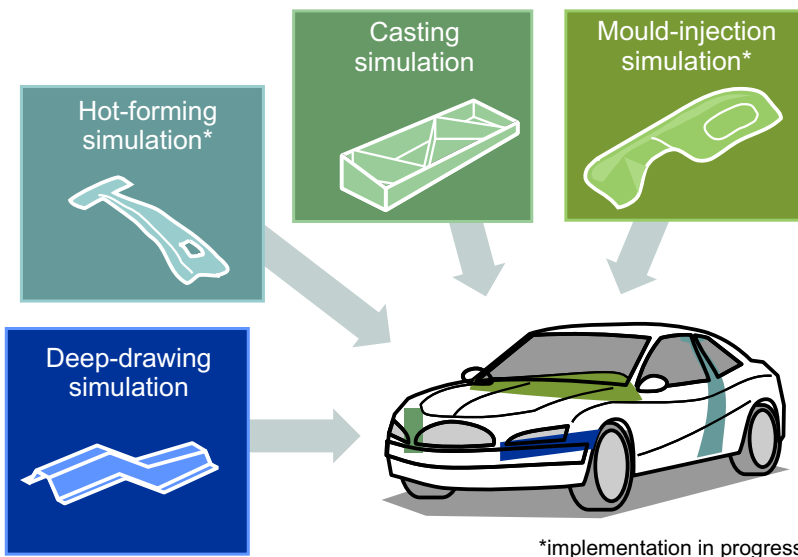 Casting
simulation
Mould-injection
simulation*
Hot-forming
simulation*
Deep-drawing
simulation
*implementation in progress